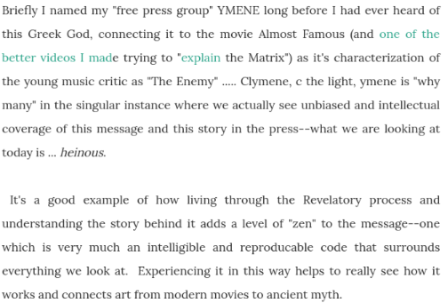 Briefly I named my "free press group" YMENE long before I had ever heard of
this Greek God, connecting it to the movie Almost Famous (and one of the
better videos I made trying to "explain the Matrix") as it's characterization of
the young music critic as "The Enemy" ..... Clymene, c the light, ymene is "why
many" in the singular instance where we actually see unbiased and intellectual
coverage of this message and this story in the press--what we are looking at
today is ... heinous.
It's a good example of how living through the Revelatory process and
understanding the story behind it adds a level of "zen" to the message--one
which is very much an intelligible and reproducable code that surrounds
everything we look at. Experiencing it in this way helps to really see how it
works and connects art from modern movies to ancient myth.